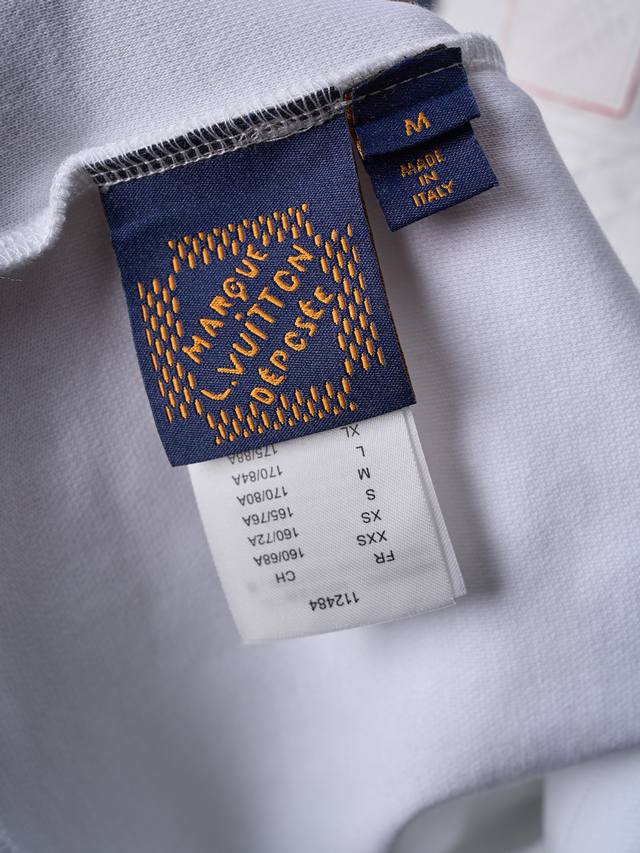 M
MADE
IN
ITALY
MARQUE
L.VUITTON
DÉPOSÉE
112484
FR CH
XXS 160/68A
XS 160/72A
S 165/76A
M 170/80A
L 170/84A
XL 175/88A